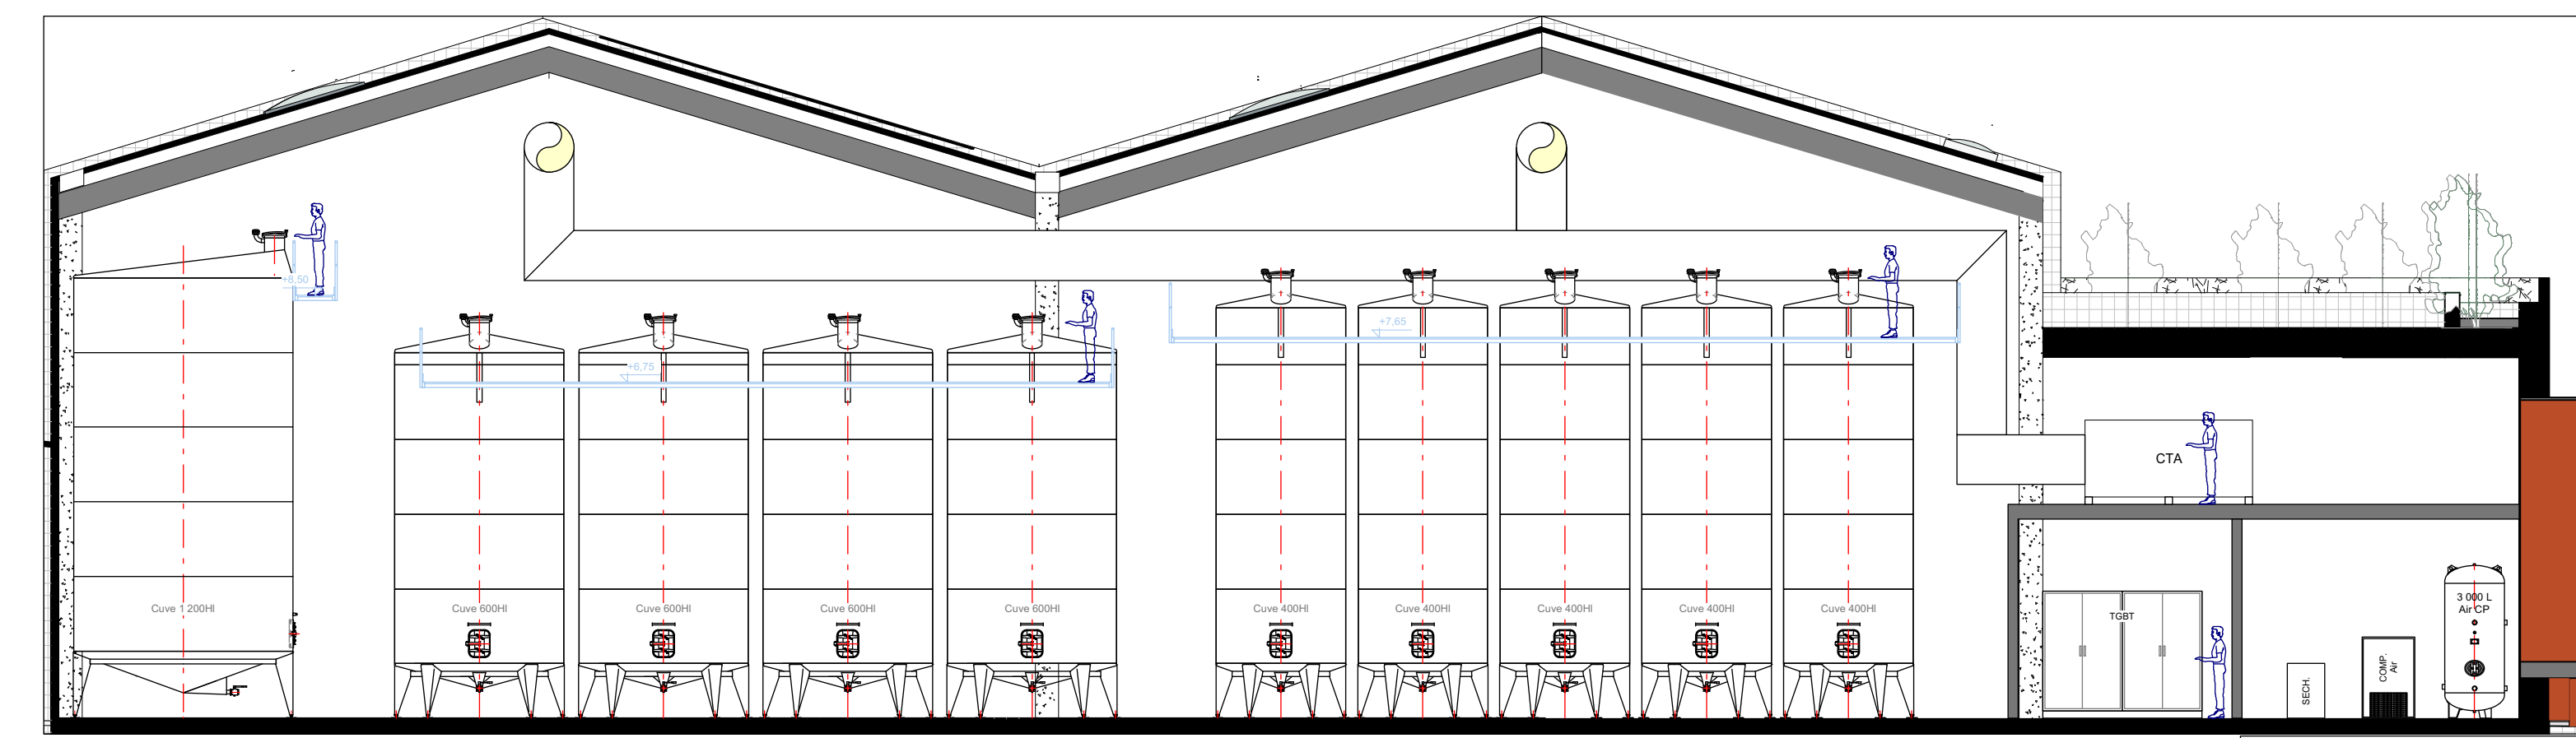 +8,50
+6,75
+7,65
CTA
Cuve 1 200Hl
Cuve 600Hl
Cuve 600Hl
Cuve 600Hl
Cuve 600Hl
Cuve 400Hl
Cuve 400Hl
Cuve 400Hl
Cuve 400Hl
Cuve 400Hl
TGBT
SECH.
COMP.
Air
3 000 L
Air CP